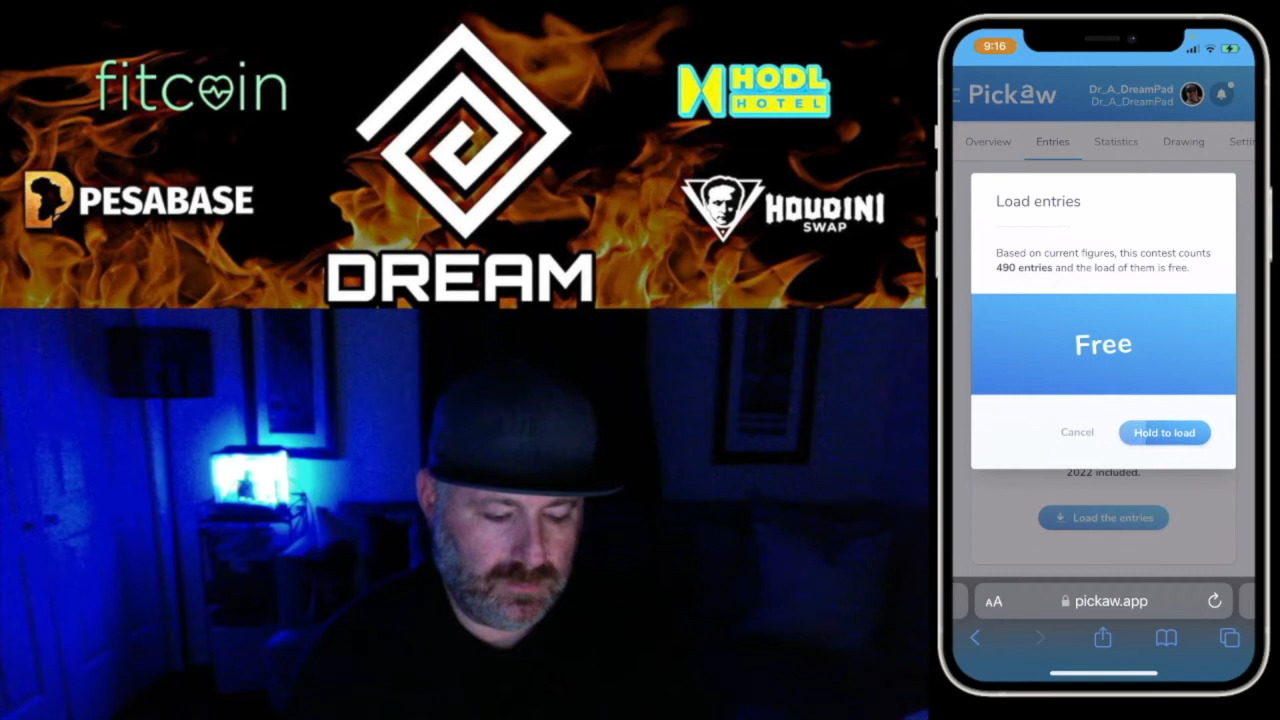 fitcoin
PESABASE
DREAM
HODL
HOTEL
HOUDINI
SWAP
9:16
Pickaw
Dr_A_DreamPad
Dr_A_DreamPad
Overview
Entries
Statistics
Drawing
Load entries
Based on current figures, this contest counts
490 entries and the load of them is free.
Free
Cancel
Hold to load
2022 included.
Load the entries
AA
pickaw.app